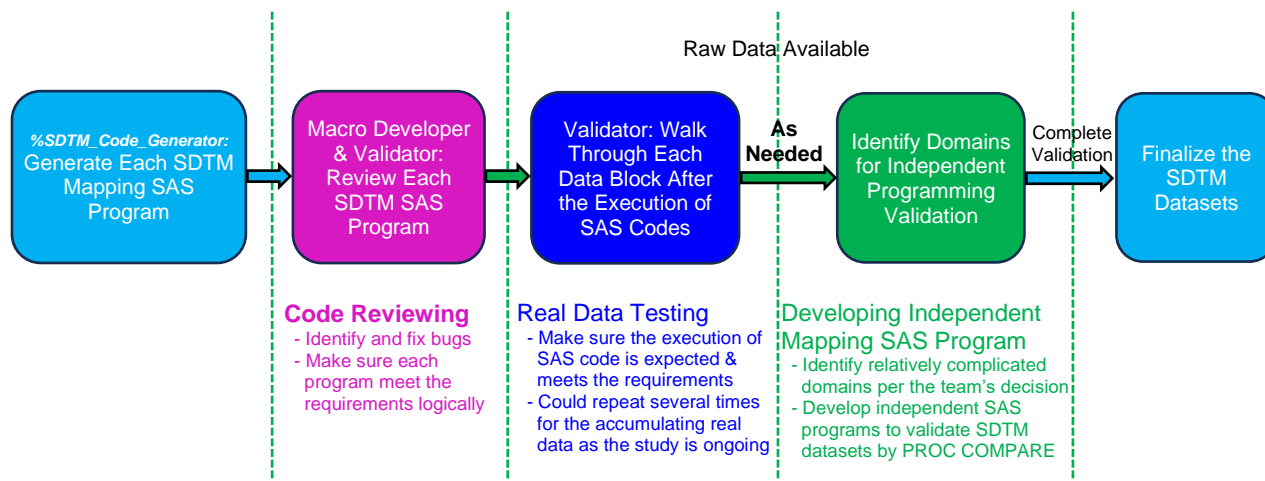 Raw Data Available
%SDTM_Code_Generator:
Generate Each SDTM
Mapping SAS
Program
Macro Developer
& Validator:
Review Each
SDTM SAS
Program
Validator: Walk
Through Each
Data Block After
the Execution of
SAS Codes
As
Needed
Identify Domains
for Independent
Programming
Validation
Complete
Validation
Finalize the
SDTM
Datasets
Code Reviewing
- Identify and fix bugs
- Make sure each
program meet the
requirements logically
Real Data Testing
- Make sure the execution of
SAS code is expected &
meets the requirements
- Could repeat several times
for the accumulating real
data as the study is ongoing
Developing Independent
Mapping SAS Program
- Identify relatively complicated
domains per the team's decision
- Develop independent SAS
programs to validate SDTM
datasets by PROC COMPARE